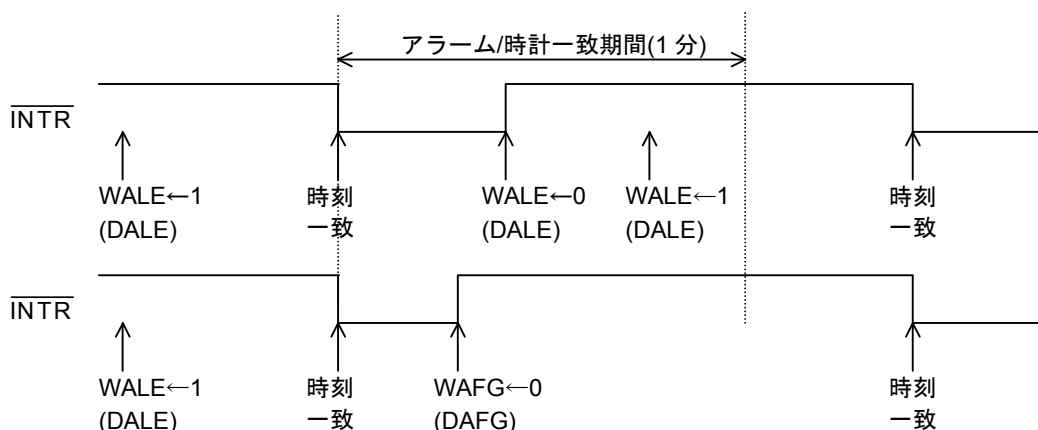 アラーム/時計一致期間(1 分)
INTR
WALE←1
(DALE)
時刻
一致
WALE←0
(DALE)
WALE←1
(DALE)
時刻
一致
INTR
WALE←1
(DALE)
時刻
一致
WAFG←0
(DAFG)
時刻
一致